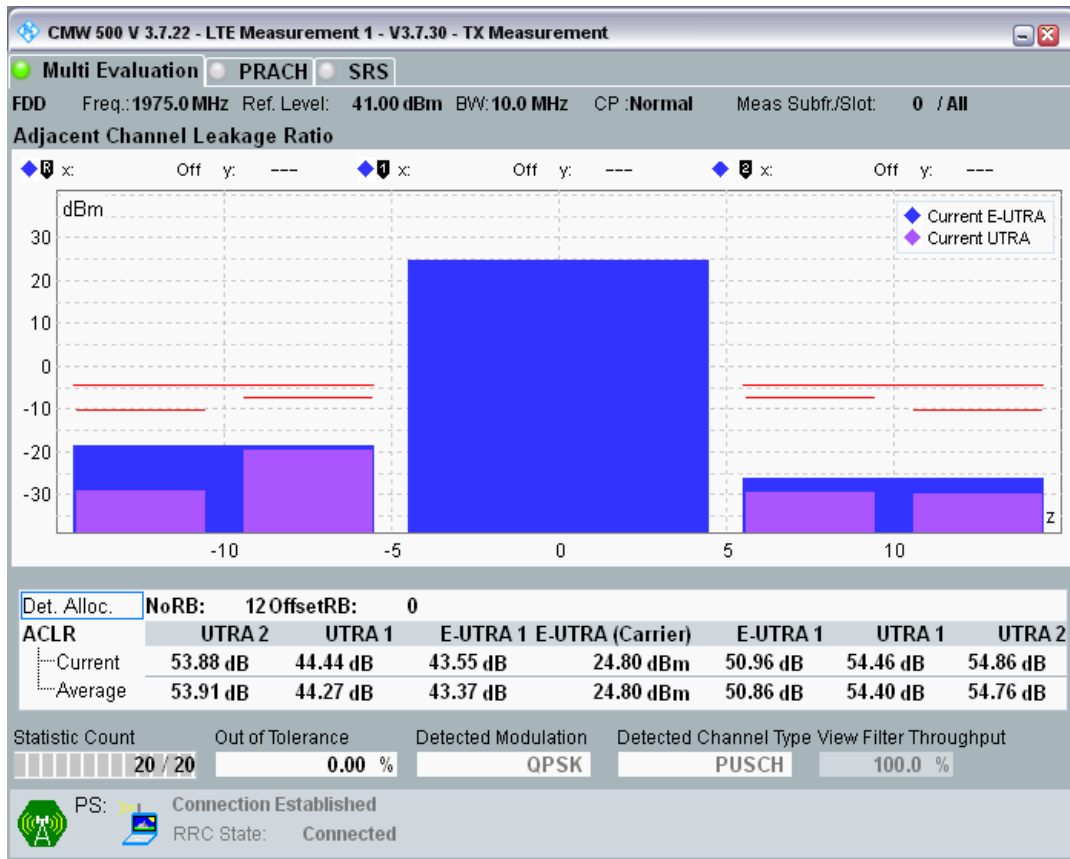 CMW 500 V 3.7.22 - LTE Measurement 1 - V3.7.30 - TX Measurement
Multi Evaluation PRACH SRS
FDD Freq.: 1975.0 MHz Ref. Level: 41.00 dBm BW: 10.0 MHz CP :Normal Meas Subfr./Slot: 0 / All
Adjacent Channel Leakage Ratio
R x: Off y: --- 1 x: Off y: --- 2 x: Off y: ---
dBm
Current E-UTRA
Current UTRA
30
20
10
0
-10
-20
-30
z
-10 -5 0 5 10
Det. Alloc. NoRB: 12 OffsetRB: 0
ACLR UTRA 2 UTRA 1 E-UTRA 1 E-UTRA (Carrier) E-UTRA 1 UTRA 1 UTRA 2
Current 53.88 dB 44.44 dB 43.55 dB 24.80 dBm 50.96 dB 54.46 dB 54.86 dB
Average 53.91 dB 44.27 dB 43.37 dB 24.80 dBm 50.86 dB 54.40 dB 54.76 dB
Statistic Count Out of Tolerance Detected Modulation Detected Channel Type View Filter Throughput
20 / 20 0.00 % QPSK PUSCH 100.0 %
PS: Connection Established
RRC State: Connected